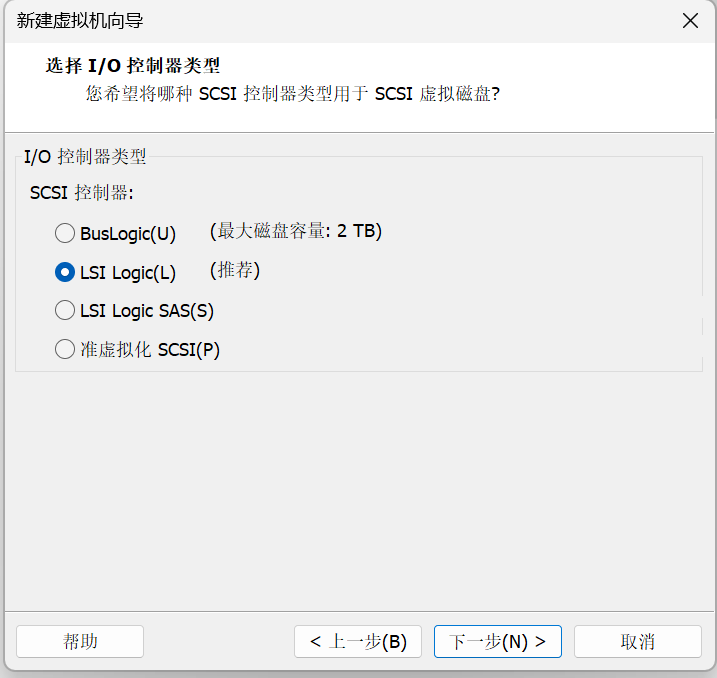 新建虚拟机向导
选择 I/O 控制器类型
您希望将哪种 SCSI 控制器类型用于 SCSI 虚拟磁盘?
I/O 控制器类型
SCSI 控制器:
BusLogic(U) (最大磁盘容量: 2 TB)
LSI Logic(L) (推荐)
LSI Logic SAS(S)
准虚拟化 SCSI(P)
帮助 < 上一步(B) 下一步(N) > 取消